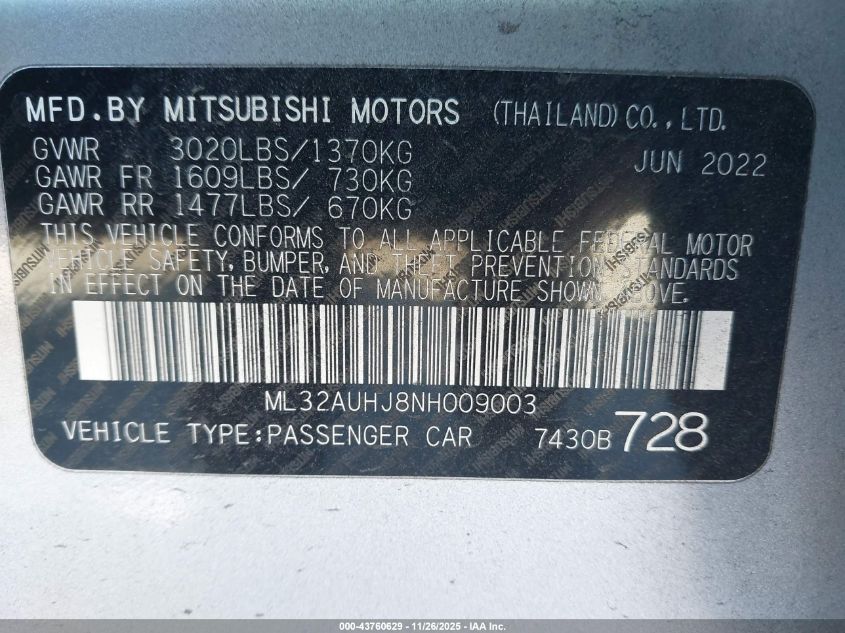 MFD.BY MITSUBISHI MOTORS (THAILAND) CO., LTD.
GVWR 3020LBS/1370KG JUN 2022
GAWR FR 1609LBS/ 730KG
GAWR RR 1477LBS/ 670KG
THIS VEHICLE CONFORMS TO ALL APPLICABLE FEDERAL MOTOR
VEHICLE SAFETY, BUMPER, AND THEFT PREVENTION STANDARDS
IN EFFECT ON THE DATE OF MANUFACTURE SHOWN ABOVE.
ML32AUHJ8NH009003
VEHICLE TYPE:PASSENGER CAR 7430B 728
000-43760629 - 11/26/2025 - IAA Inc.